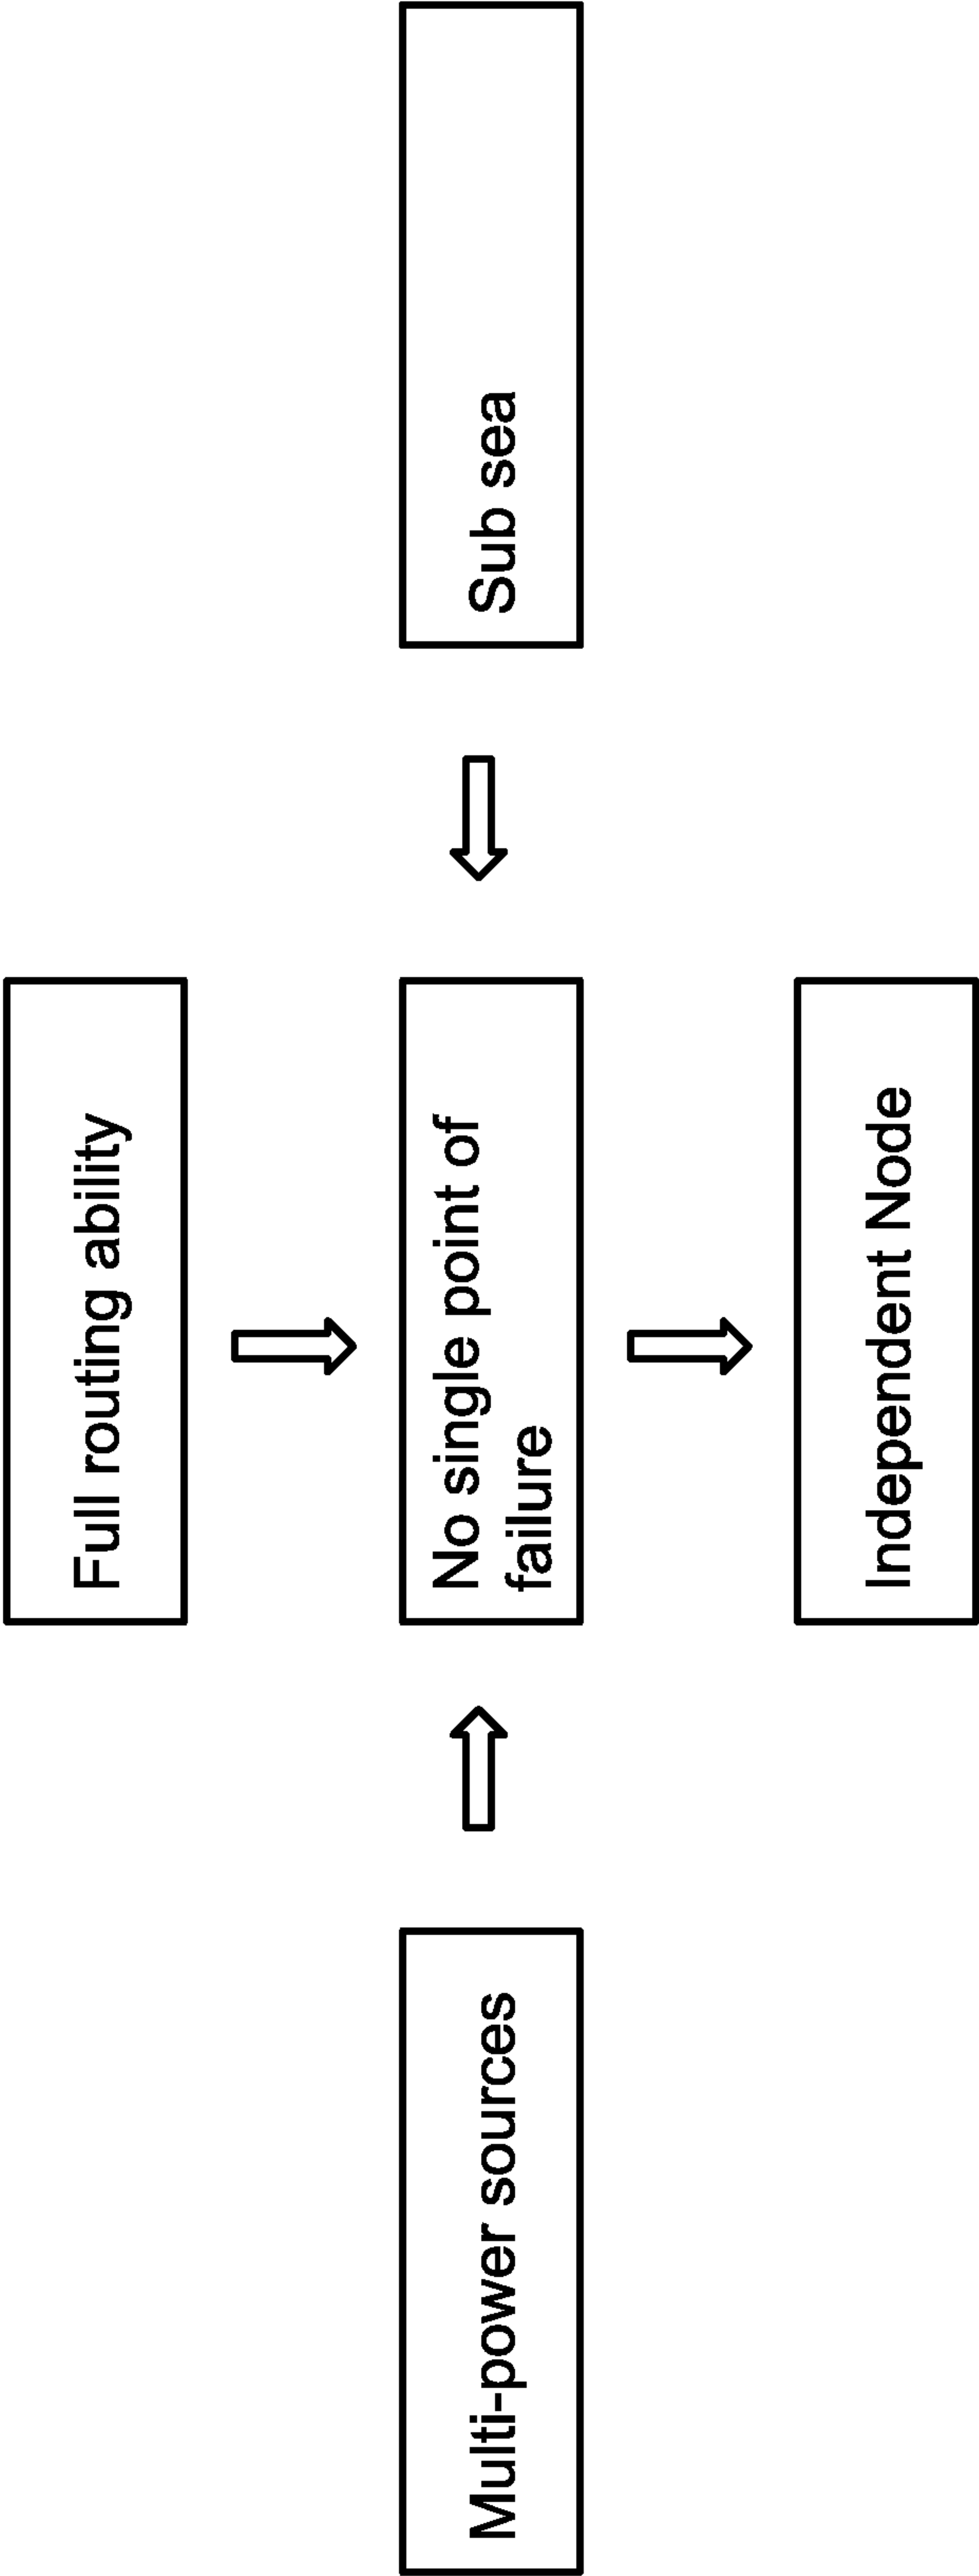 Full routing ability
Multi-power sources
No single point of
failure
Sub sea
Independent Node